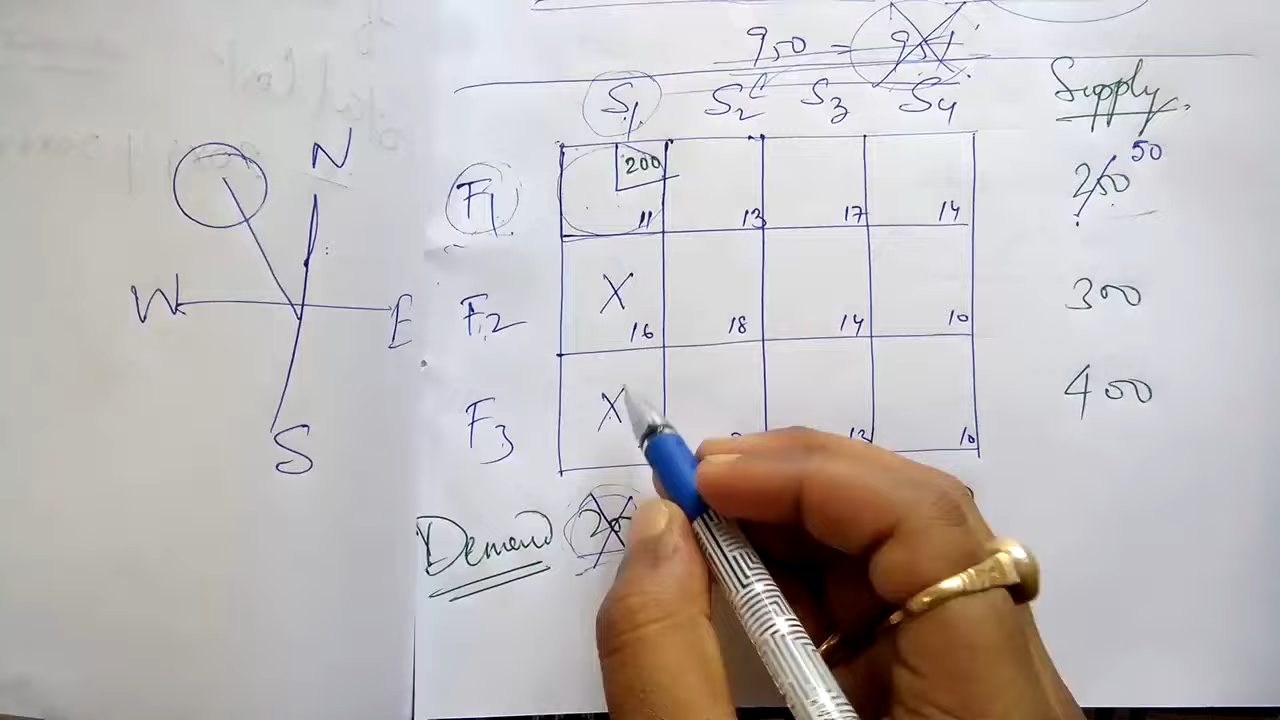 950 = 951
S1 S2 S3 S4 Supply
N
200 250 50
F1 11 13 17 14
W E
X 300
F2 16 18 14 10
X 400
F3 13 10
S
Demand